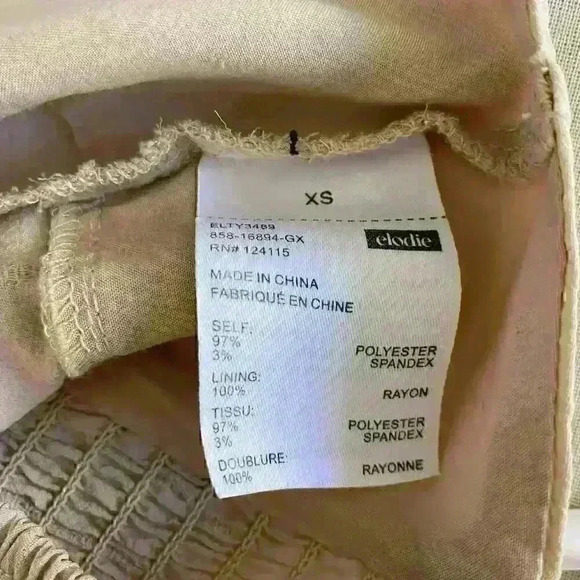 XS
ELTY3489
858-16894-GX
RN# 124115
elodie
MADE IN CHINA
FABRIQUÉ EN CHINE
SELF:
97% POLYESTER
3% SPANDEX
LINING:
100% RAYON
TISSU:
97% POLYESTER
3% SPANDEX
DOUBLURE:
100% RAYONNE